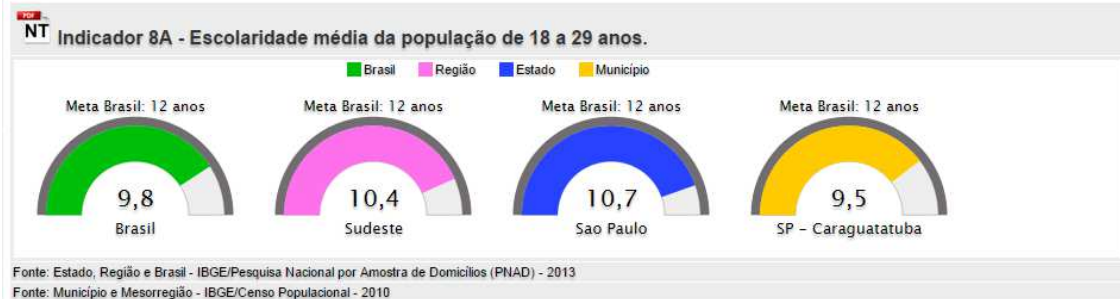 PDF
NT Indicador 8A - Escolaridade média da população de 18 a 29 anos.
Brasil Região Estado Município
Meta Brasil: 12 anos Meta Brasil: 12 anos Meta Brasil: 12 anos Meta Brasil: 12 anos
9,8 10,4 10,7 9,5
Brasil Sudeste Sao Paulo SP - Caraguatatuba
Fonte: Estado, Região e Brasil - IBGE/Pesquisa Nacional por Amostra de Domicílios (PNAD) - 2013
Fonte: Município e Mesorregião - IBGE/Censo Populacional - 2010